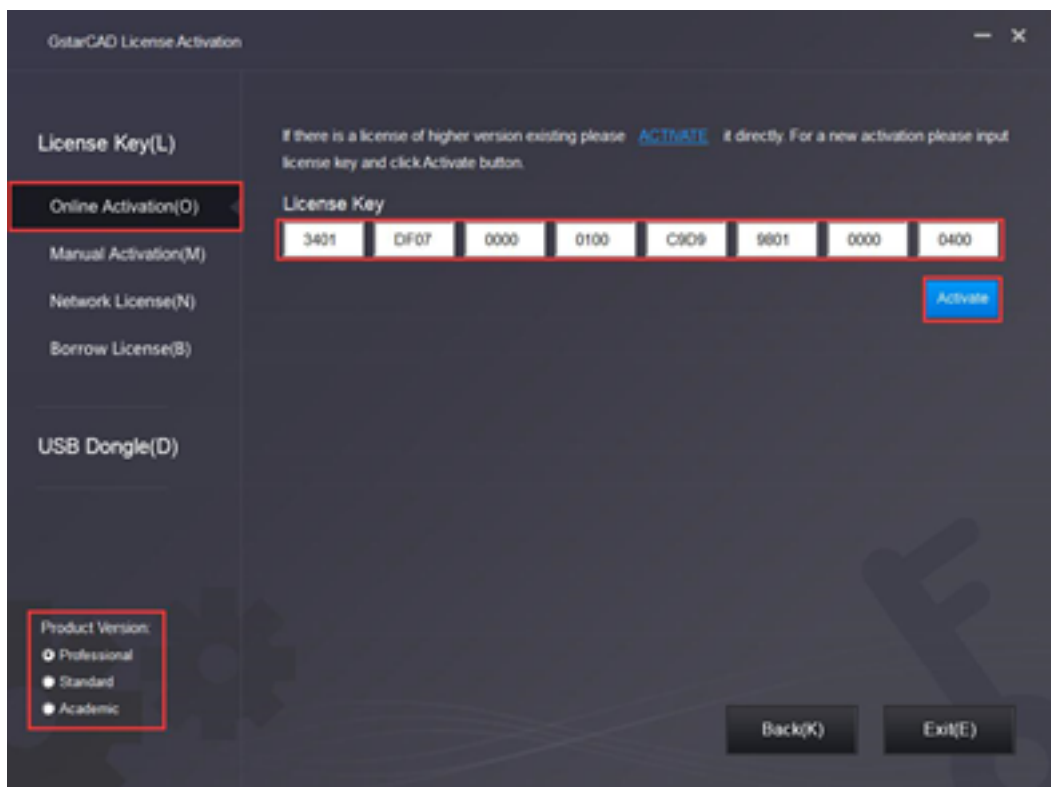 GstarCAD License Activation
License Key(L)
Online Activation(O)
Manual Activation(M)
Network License(N)
Borrow License(B)
USB Dongle(D)
Product Version:
Professional
Standard
Academic
If there is a license of higher version existing please ACTIVATE it directly. For a new activation please input
license key and click Activate button.
License Key
3401 DF07 0000 0100 C9D9 9801 0000 0400
Activate
Back(K) Exit(E)